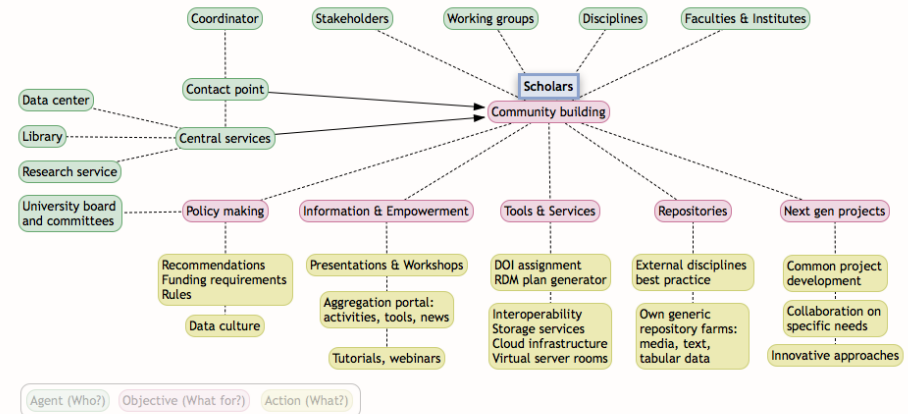 Coordinator
Stakeholders
Working groups
Disciplines
Faculties & Institutes
Scholars
Contact point
Community building
Data center
Library
Central services
Research service
University board
and committees
Policy making
Information & Empowerment
Tools & Services
Repositories
Next gen projects
Recommendations
Funding requirements
Rules
Data culture
Presentations & Workshops
Aggregation portal:
activities, tools, news
Tutorials, webinars
DOI assignment
RDM plan generator
Interoperability
Storage services
Cloud infrastructure
Virtual server rooms
External disciplines
best practice
Own generic
repository farms:
media, text,
tabular data
Common project
development
Collaboration on
specific needs
Innovative approaches
Agent (Who?)
Objective (What for?)
Action (What?)